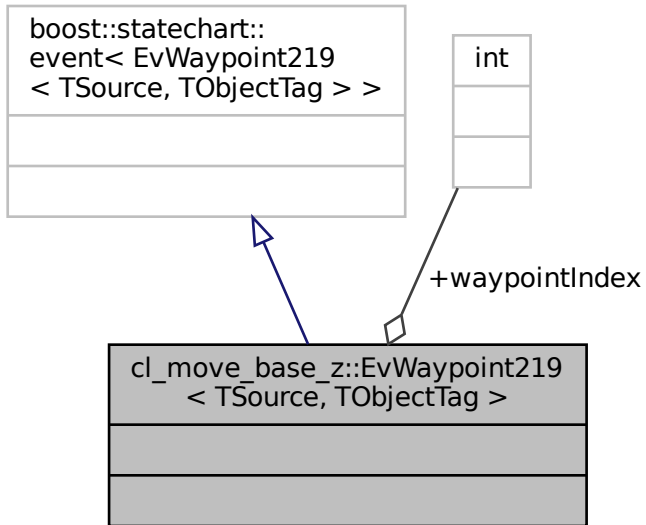 boost::statechart::
event< EvWaypoint219
< TSource, TObjectTag > >
int
+waypointIndex
cl_move_base_z::EvWaypoint219
< TSource, TObjectTag >